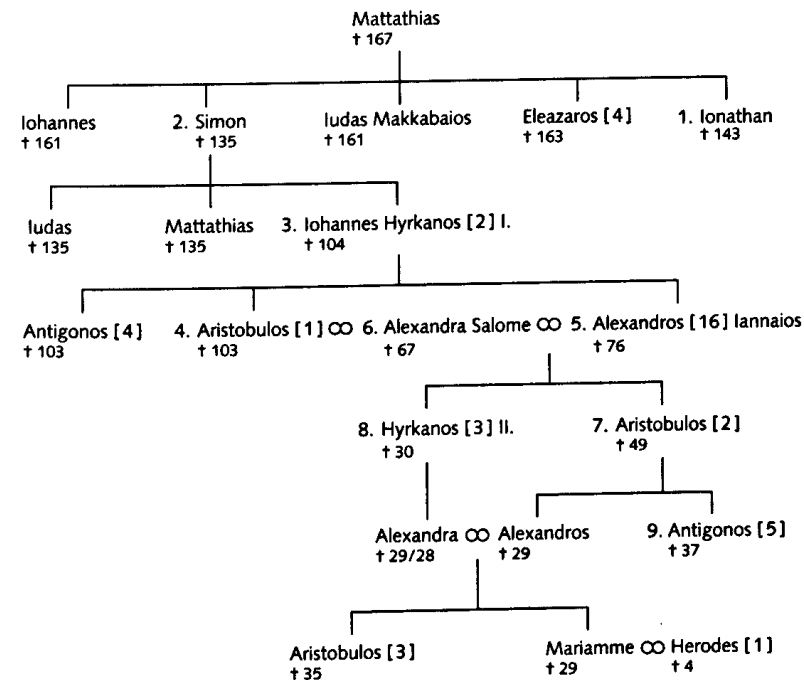 Mattathias
† 167
Iohannes 2. Simon Iudas Makkabaios Eleazaros [4] 1. Ionathan
† 161 † 135 † 161 † 163 † 143
Iudas Mattathias 3. Iohannes Hyrkanos [2] I.
† 135 † 135 † 104
Antigonos [4] 4. Aristobulos [1] ∞ 6. Alexandra Salome ∞ 5. Alexandros [16] Iannaios
† 103 † 103 † 67 † 76
8. Hyrkanos [3] II. 7. Aristobulos [2]
† 30 † 49
Alexandra ∞ Alexandros 9. Antigonos [5]
† 29/28 † 29 † 37
Aristobulos [3] Mariamme ∞ Herodes [1]
† 35 † 29 † 4